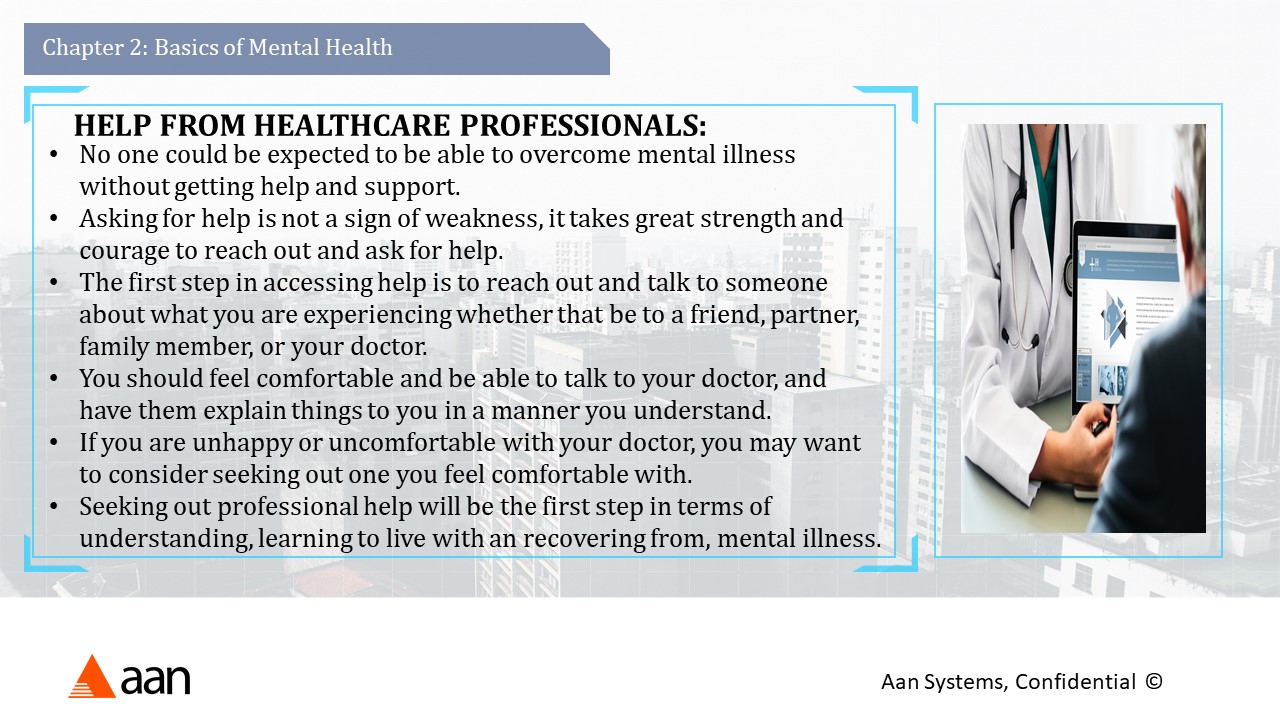 Chapter 2: Basics of Mental Health
HELP FROM HEALTHCARE PROFESSIONALS:
• No one could be expected to be able to overcome mental illness
without getting help and support.
• Asking for help is not a sign of weakness, it takes great strength and
courage to reach out and ask for help.
• The first step in accessing help is to reach out and talk to someone
about what you are experiencing whether that be to a friend, partner,
family member, or your doctor.
• You should feel comfortable and be able to talk to your doctor, and
have them explain things to you in a manner you understand.
• If you are unhappy or uncomfortable with your doctor, you may want
to consider seeking out one you feel comfortable with.
• Seeking out professional help will be the first step in terms of
understanding, learning to live with an recovering from, mental illness.
aan
Aan Systems, Confidential ©